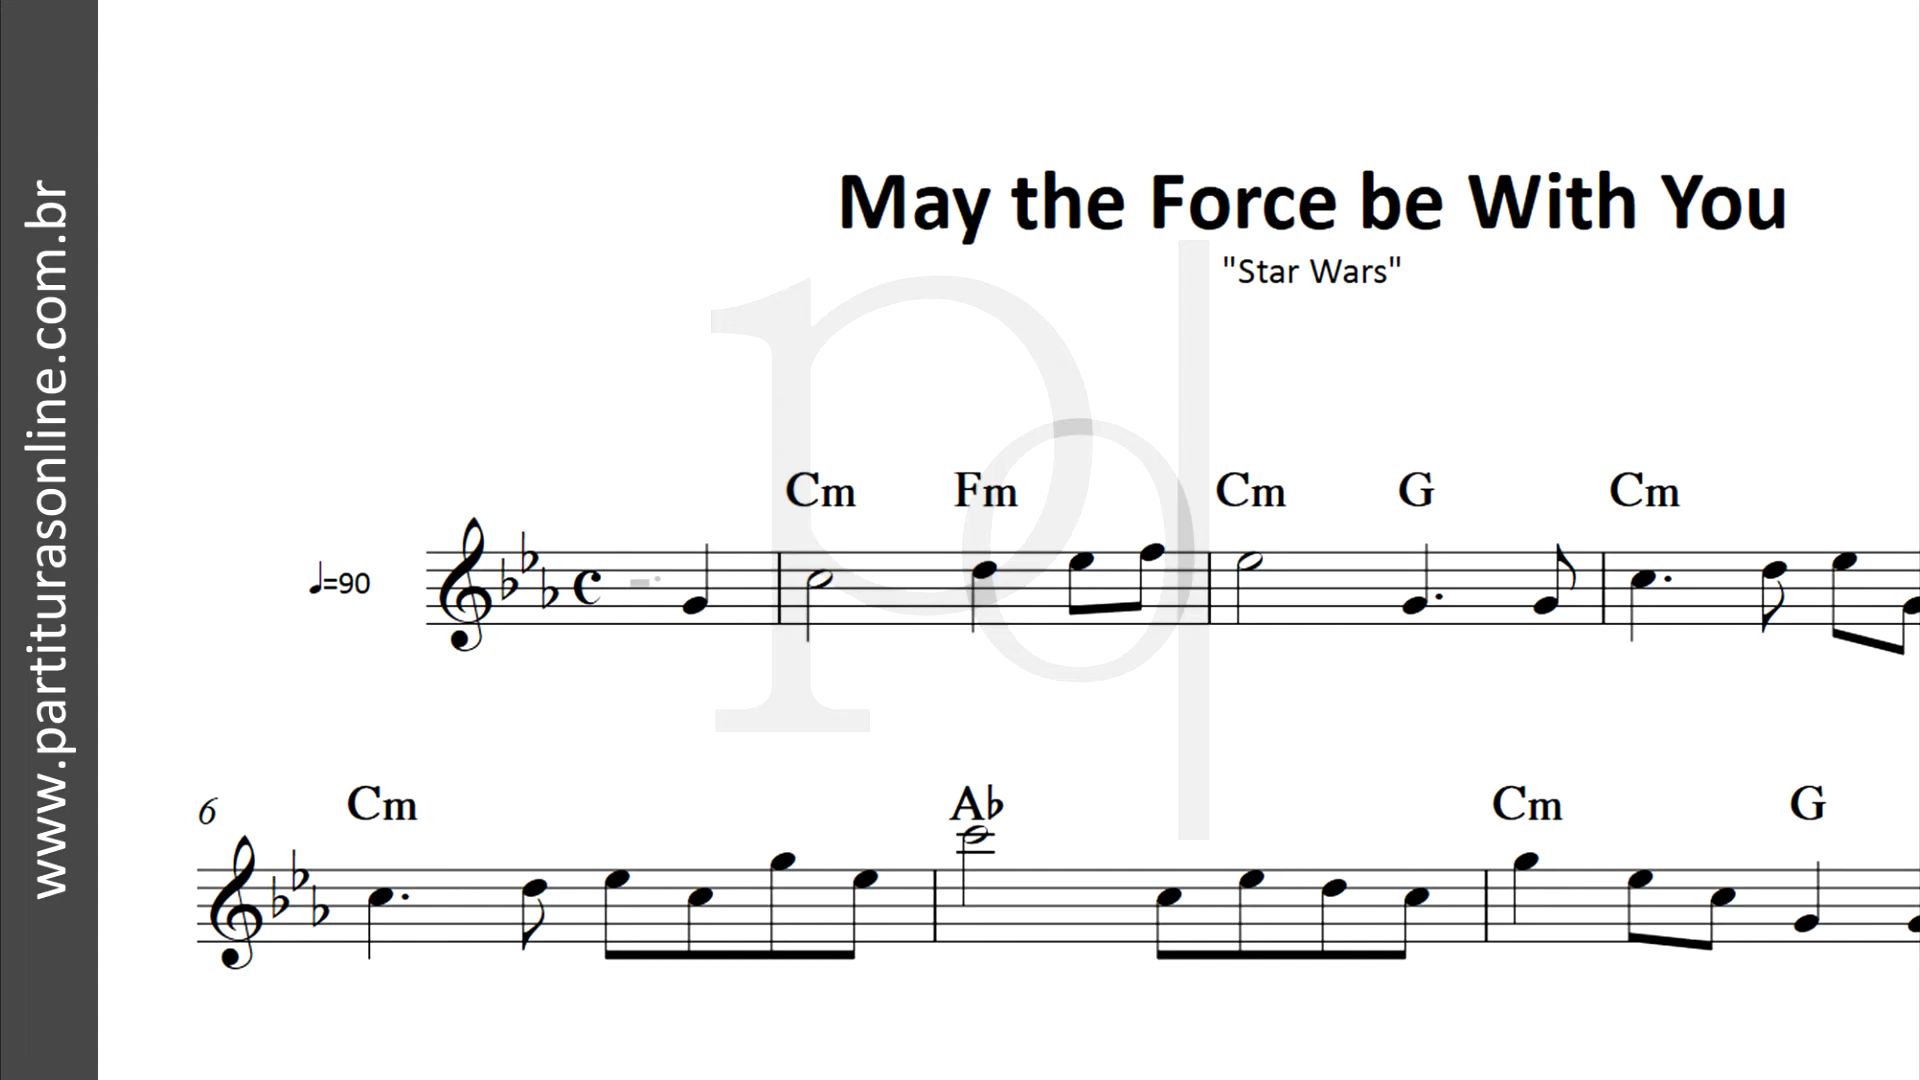 www.partiturasonline.com.br
May the Force be With You
"Star Wars"
Cm Fm Cm G Cm
♩=90
6 Cm A♭ Cm G